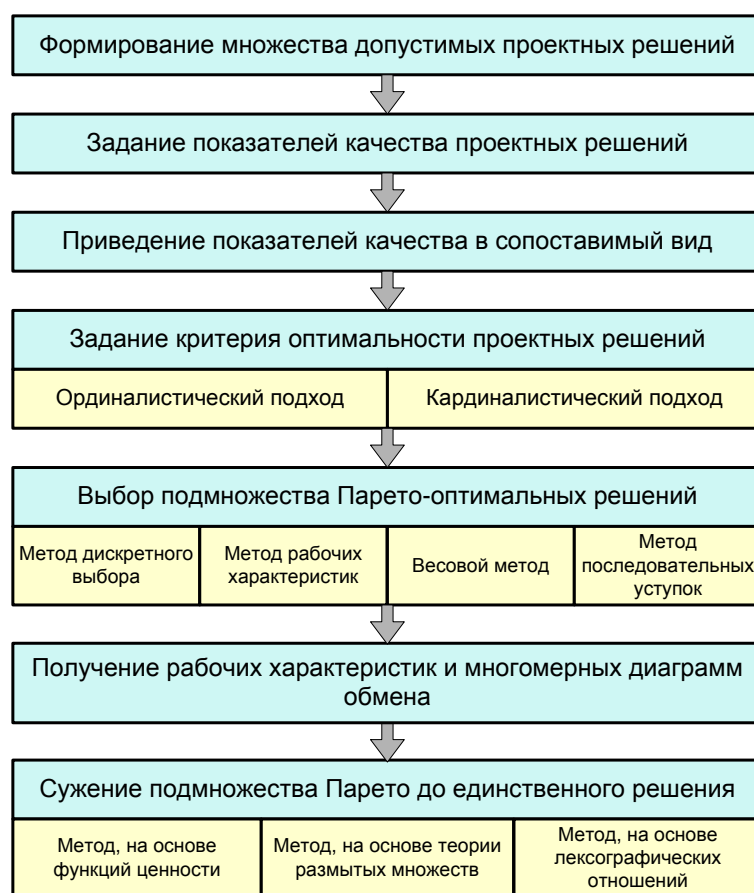 Формирование множества допустимых проектных решений
Задание показателей качества проектных решений
Приведение показателей качества в сопоставимый вид
Задание критерия оптимальности проектных решений
Ординалистический подход
Кардиналистический подход
Выбор подмножества Парето-оптимальных решений
Метод дискретного
выбора
Метод рабочих
характеристик
Весовой метод
Метод
последовательных
уступок
Получение рабочих характеристик и многомерных диаграмм
обмена
Сужение подмножества Парето до единственного решения
Метод, на основе
функций ценности
Метод, на основе теории
размытых множеств
Метод, на основе
лексографических
отношений